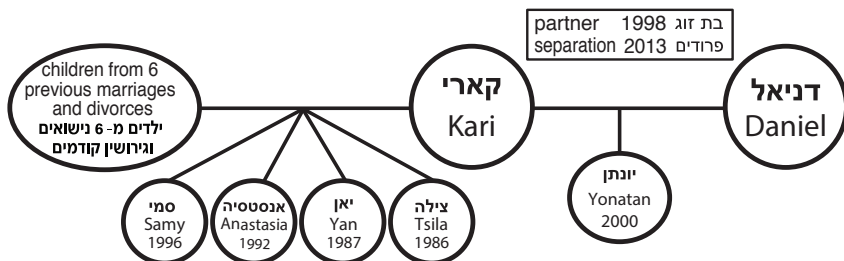 partner 1998 בת זוג
separation 2013 פרודים
children from 6
previous marriages
and divorces
ילדים מ- 6 נישואים
וגירושין קודמים
קארי
Kari
דניאל
Daniel
סמי
Samy
1996
אנסטסיה
Anastasia
1992
יאן
Yan
1987
צילה
Tsila
1986
יונתן
Yonatan
2000